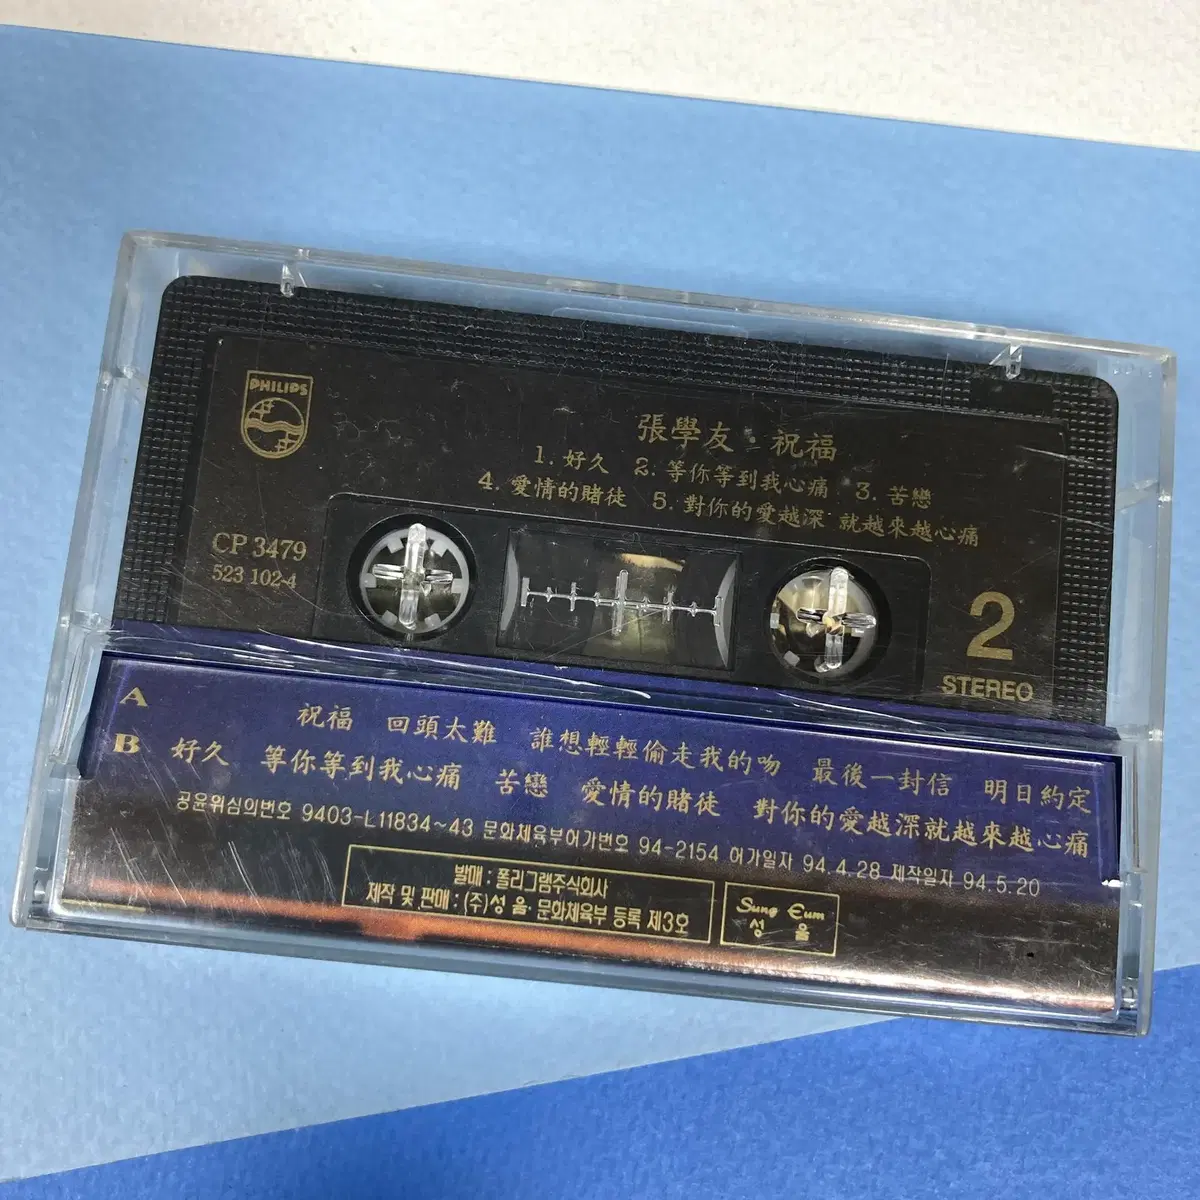 PHILIPS
張學友 祝福
1. 好久 2. 等你等到我心痛 3. 苦戀
4. 愛情的賭徒 5. 對你的愛越深 就越來越心痛
CP 3479
523 102-4
2
STEREO
A 祝福 回頭太難 誰想輕輕偷走我的吻 最後一封信 明日約定
B 好久 等你等到我心痛 苦戀 愛情的賭徒 對你的愛越深就越來越心痛
공윤위심의번호 9403-L11834~43 문화체육부허가번호 94-2154 허가일자 94.4.28 제작일자 94.5.20
발매 : 폴리그램주식회사
제작 및 판매 : (주)성 음· 문화체육부 등록 제3호
Sung Eum
성 음